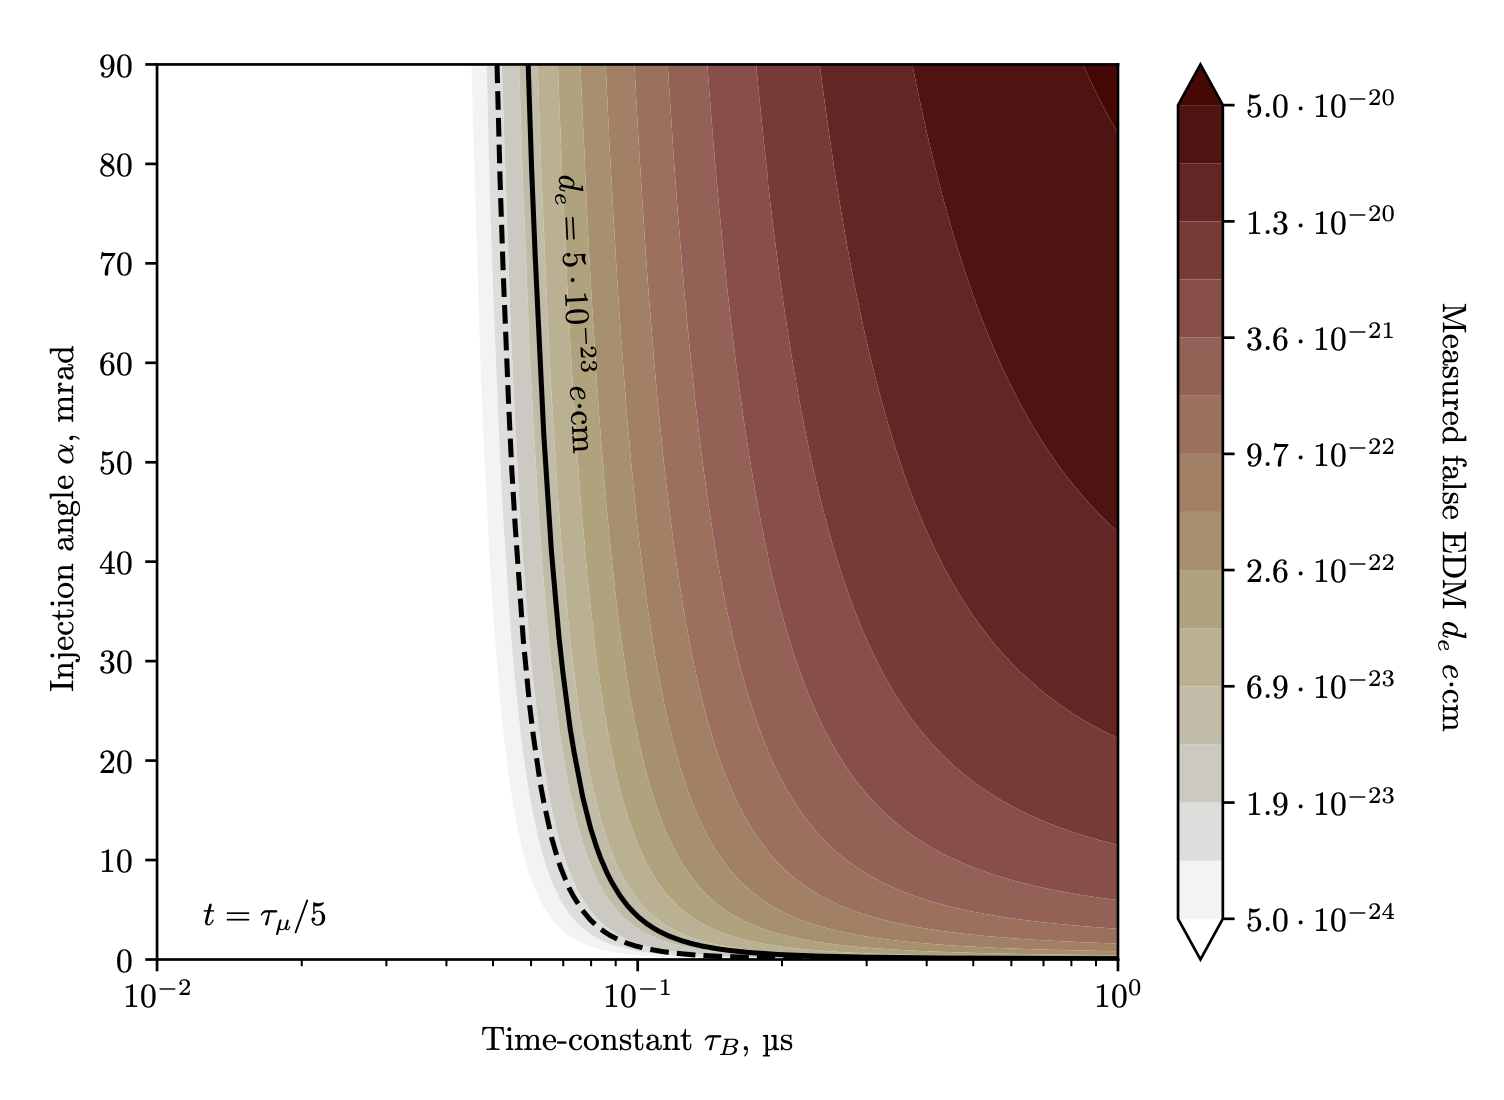 90
80
70
60
50
40
30
20
10
0
Injection angle α, mrad
d_e = 5 · 10⁻²³ e·cm
t = τ_μ/5
10⁻² 10⁻¹ 10⁰
Time-constant τ_B, µs
5.0 · 10⁻²⁰
1.3 · 10⁻²⁰
3.6 · 10⁻²¹
9.7 · 10⁻²²
2.6 · 10⁻²²
6.9 · 10⁻²³
1.9 · 10⁻²³
5.0 · 10⁻²⁴
Measured false EDM d_e e·cm